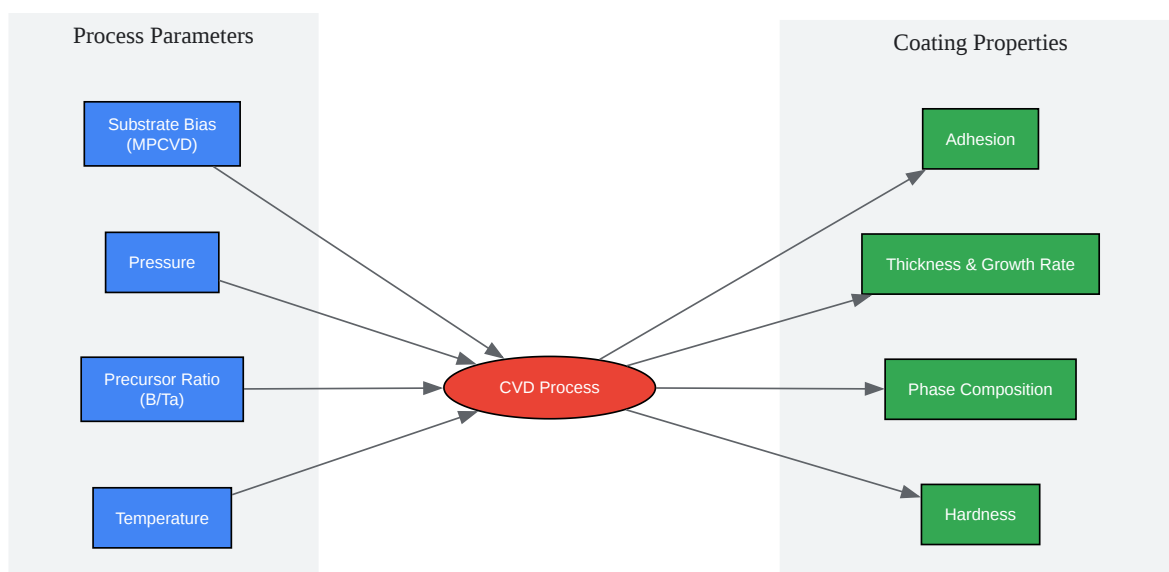 Process Parameters
Substrate Bias
(MPCVD)
Pressure
Precursor Ratio
(B/Ta)
Temperature
CVD Process
Coating Properties
Adhesion
Thickness & Growth Rate
Phase Composition
Hardness